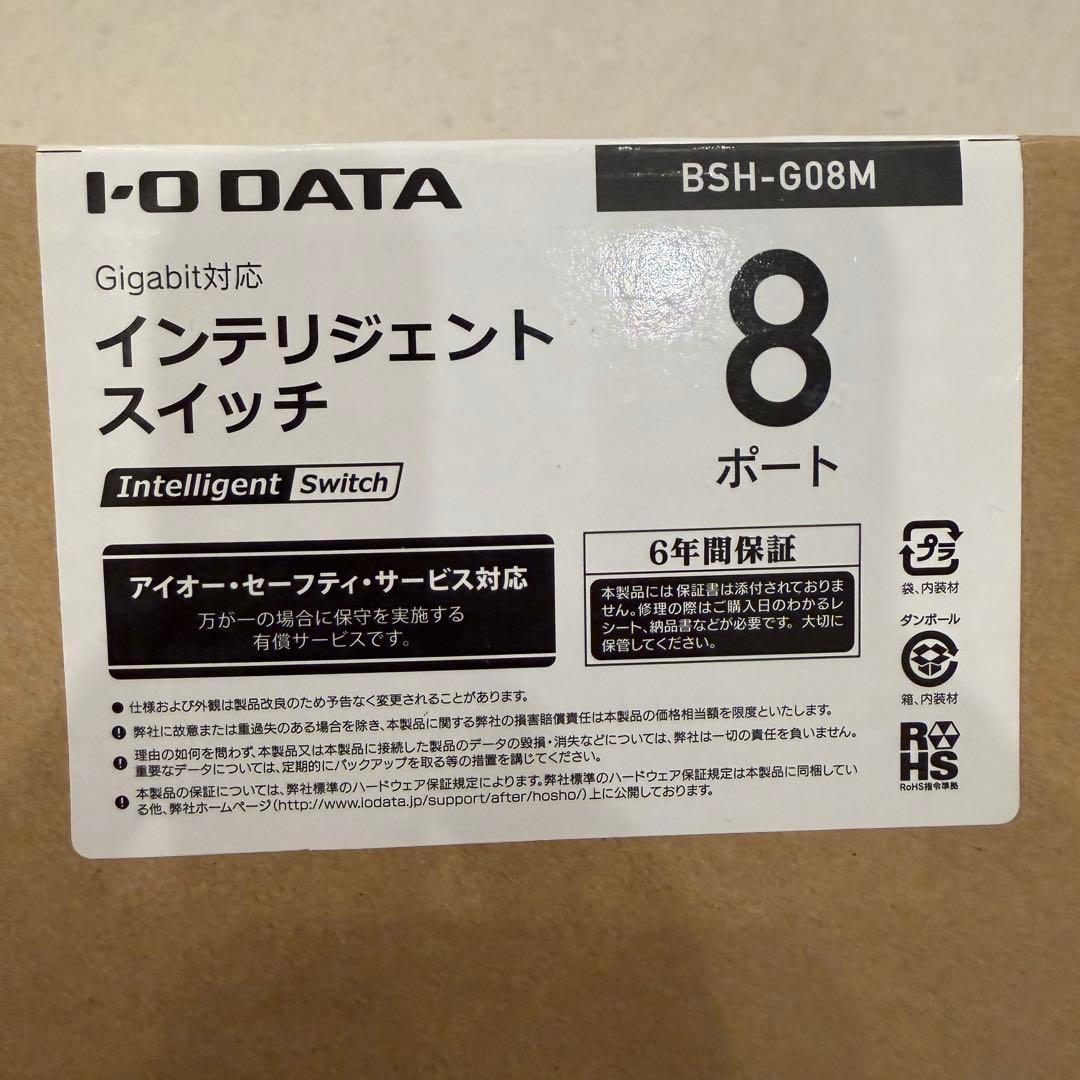 I-O DATA
BSH-G08M
Gigabit対応
インテリジェント
スイッチ
Intelligent Switch
8
ポート
アイオー・セーフティ・サービス対応
万が一の場合に保守を実施する
有償サービスです。
6年間保証
本製品には保証書は添付されておりま
せん。修理の際はご購入日のわかるレ
シート、納品書などが必要です。大切に
保管してください。
プラ
袋、内装材
ダンボール
箱、内装材
RoHS
RoHS指令準拠
● 仕様および外観は製品改良のため予告なく変更されることがあります。
弊社に故意または重過失のある場合を除き、本製品に関する弊社の損害賠償責任は本製品の価格相当額を限度といたします。
理由の如何を問わず、本製品又は本製品に接続した製品のデータの毀損・消失などについては、弊社は一切の責任を負いません。
重要なデータについては、定期的にバックアップを取る等の措置を講じてください。
本製品の保証については、弊社標準のハードウェア保証規定によります。弊社標準のハードウェア保証規定は本製品に同梱してい
る他、弊社ホームページ(http://www.iodata.jp/support/after/hosho/)上に公開しております。